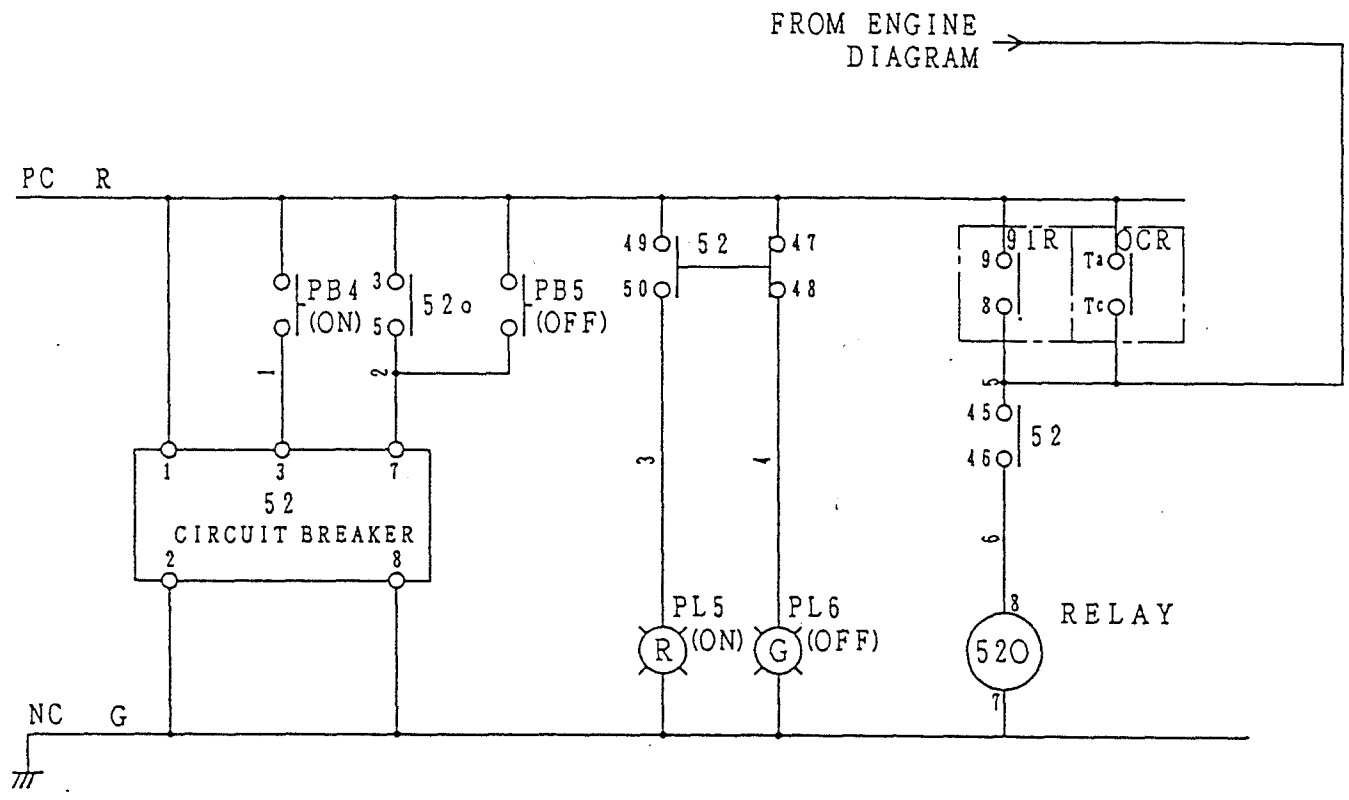 FROM ENGINE
DIAGRAM
PC R
49
52
47
50
48
91R
OCR
9
8
Ta
Tc
PB4
(ON)
3
5
52o
PB5
(OFF)
1
2
5
45
46
52
1
3
7
52
CIRCUIT BREAKER
2
8
3
4
6
PL5
(ON)
R
PL6
(OFF)
G
8
RELAY
52O
7
NC G